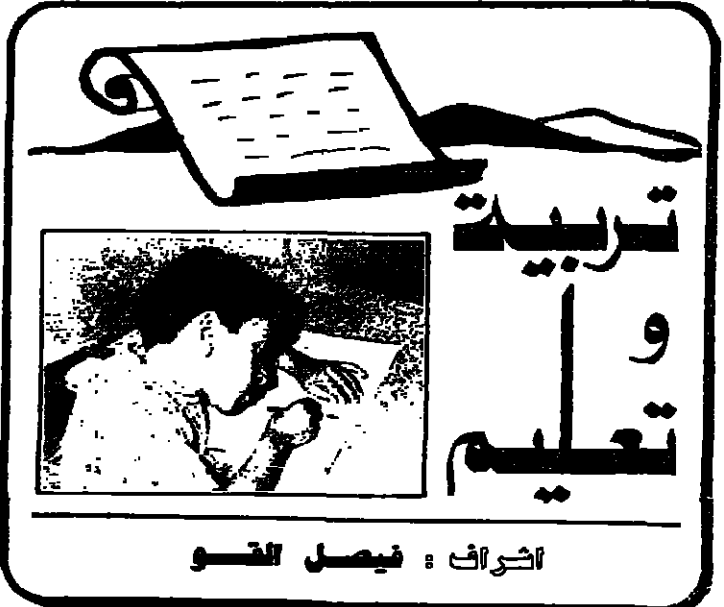 تربية
و
تعليم
اشراف : فيصل القو